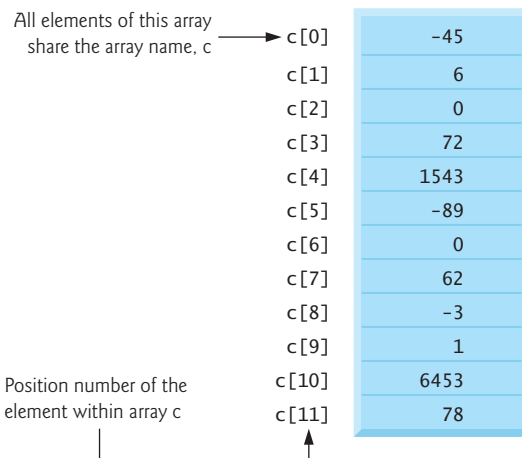 All elements of this array
share the array name, c
c[0] -45
c[1] 6
c[2] 0
c[3] 72
c[4] 1543
c[5] -89
c[6] 0
c[7] 62
c[8] -3
c[9] 1
c[10] 6453
c[11] 78
Position number of the
element within array c